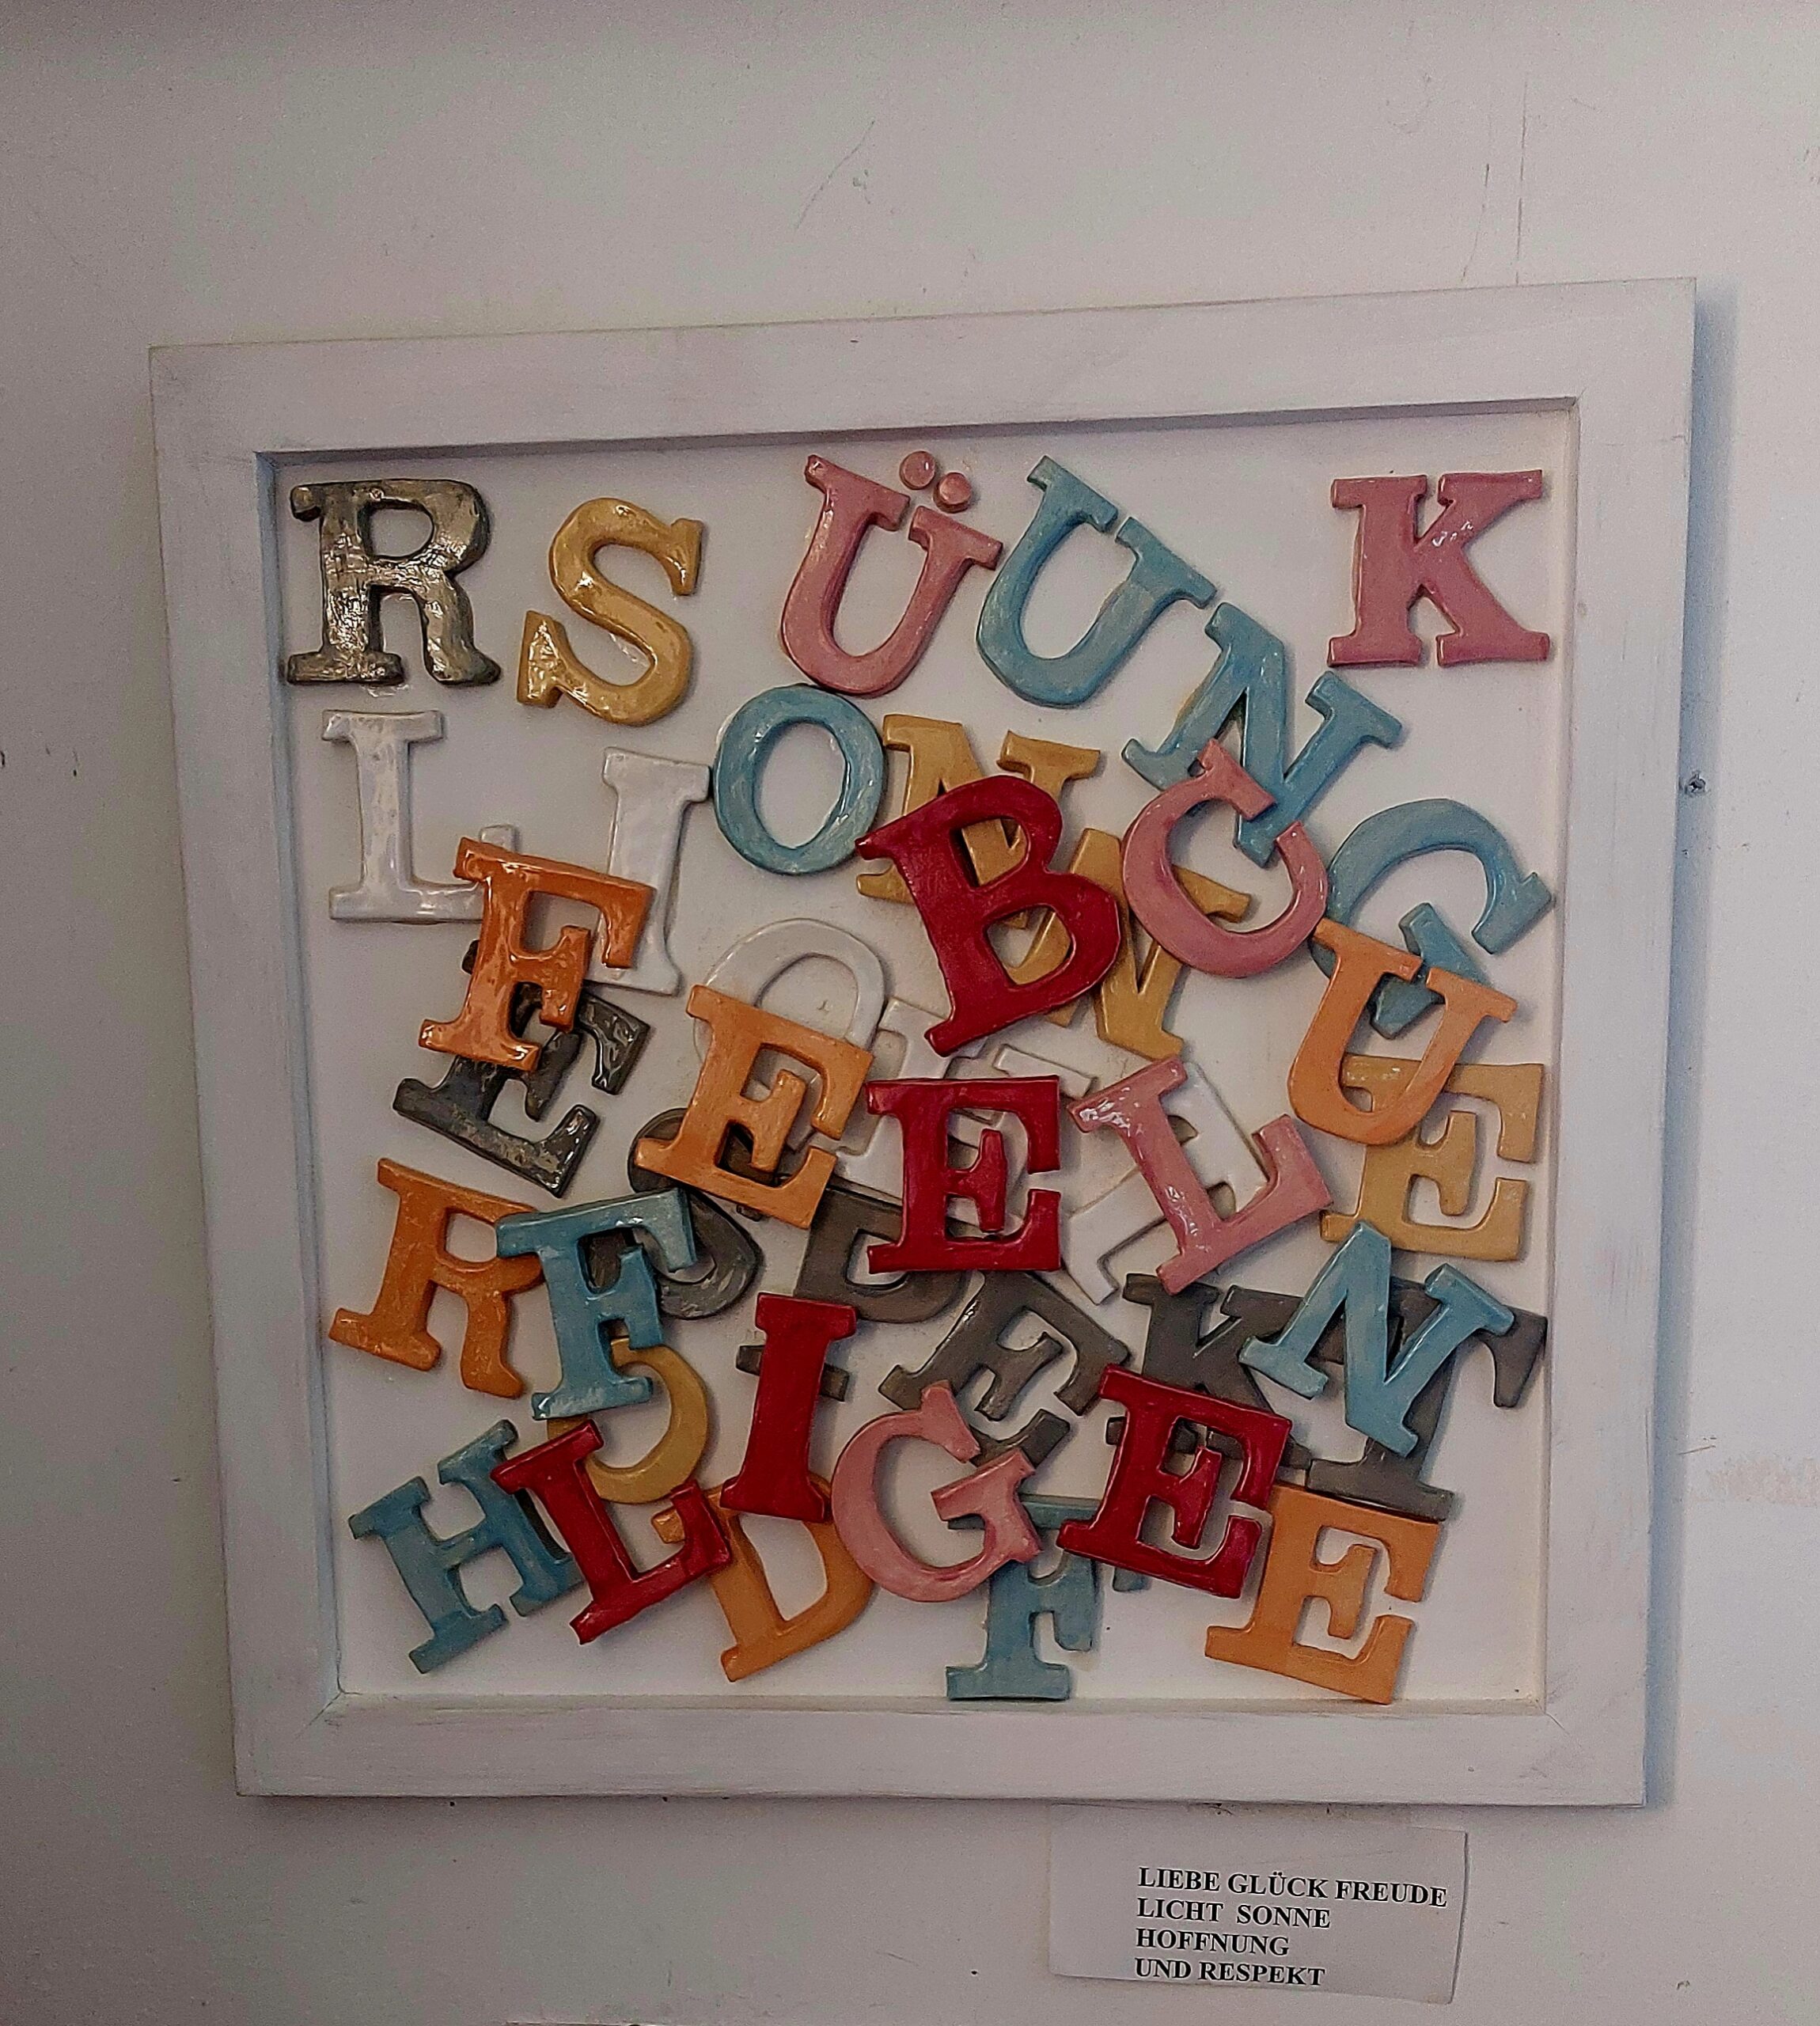 R S Ü U K
L I O N N C G
F B U
E E E L E
R F P E K N T
H L O I G E
D F E
LIEBE GLÜCK FREUDE
LICHT SONNE
HOFFNUNG
UND RESPEKT